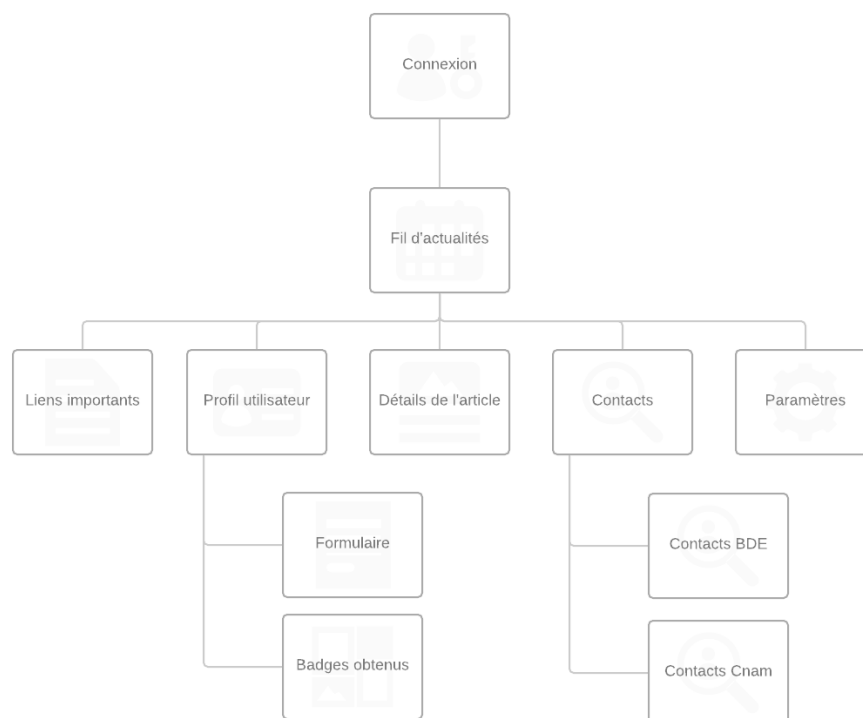 Connexion
Fil d'actualités
Liens importants
Profil utilisateur
Détails de l'article
Contacts
Paramètres
Formulaire
Contacts BDE
Badges obtenus
Contacts Cnam